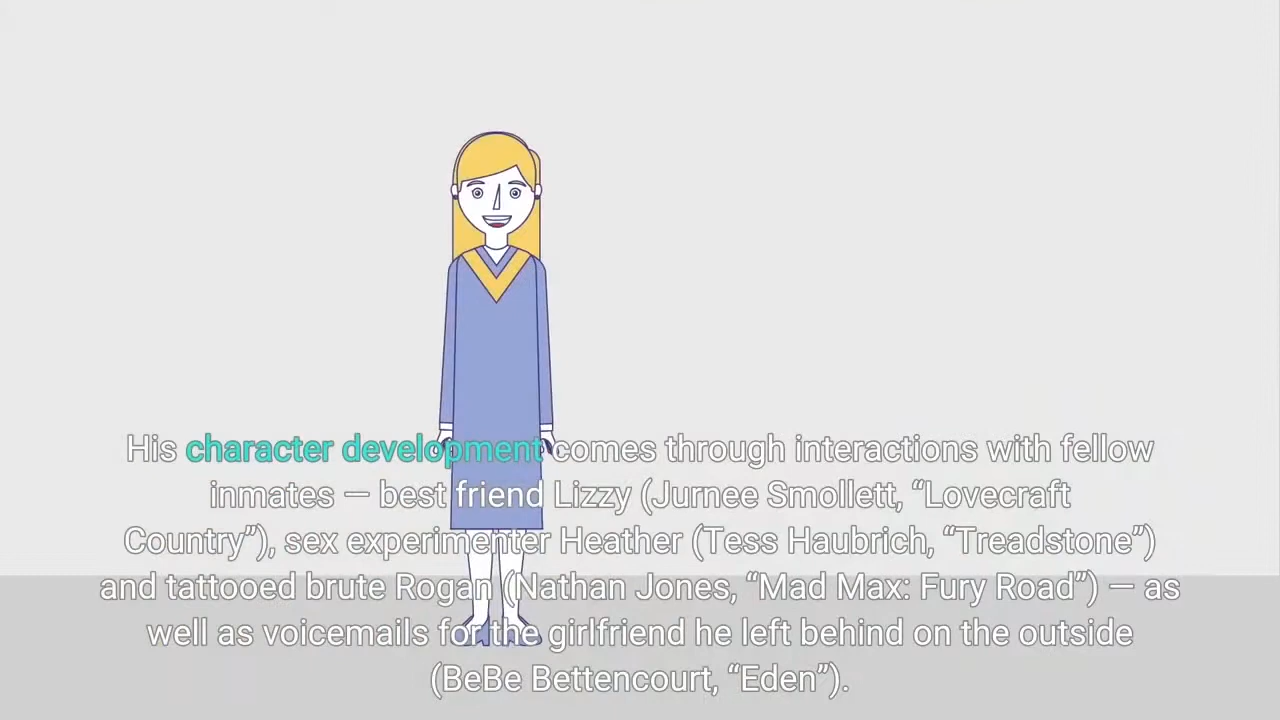 His character development comes through interactions with fellow
inmates — best friend Lizzy (Jurnee Smollett, “Lovecraft
Country”), sex experimenter Heather (Tess Haubrich, “Treadstone”)
and tattooed brute Rogan (Nathan Jones, “Mad Max: Fury Road”) — as
well as voicemails for the girlfriend he left behind on the outside
(BeBe Bettencourt, “Eden”).